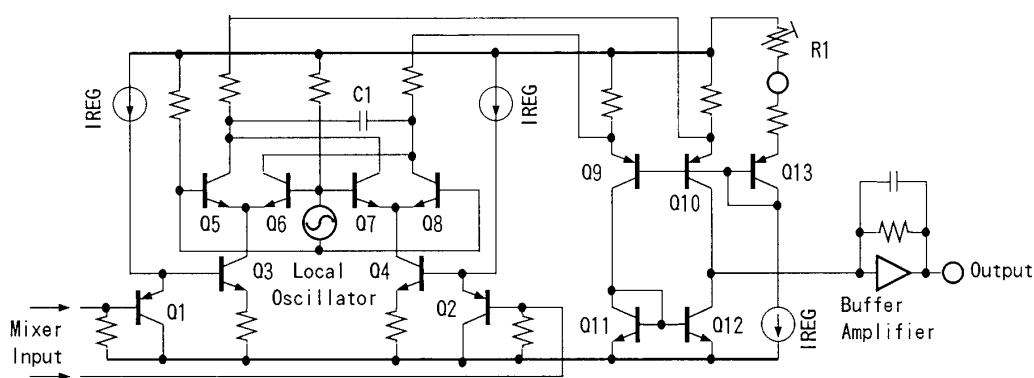 R1
IREG
C1
IREG
Q9
Q10
Q13
Q5
Q6
Q7
Q8
Q3
Local
Oscillator
Q4
Output
Buffer
Amplifier
Q1
Q2
Q11
Q12
IREG
Mixer
Input